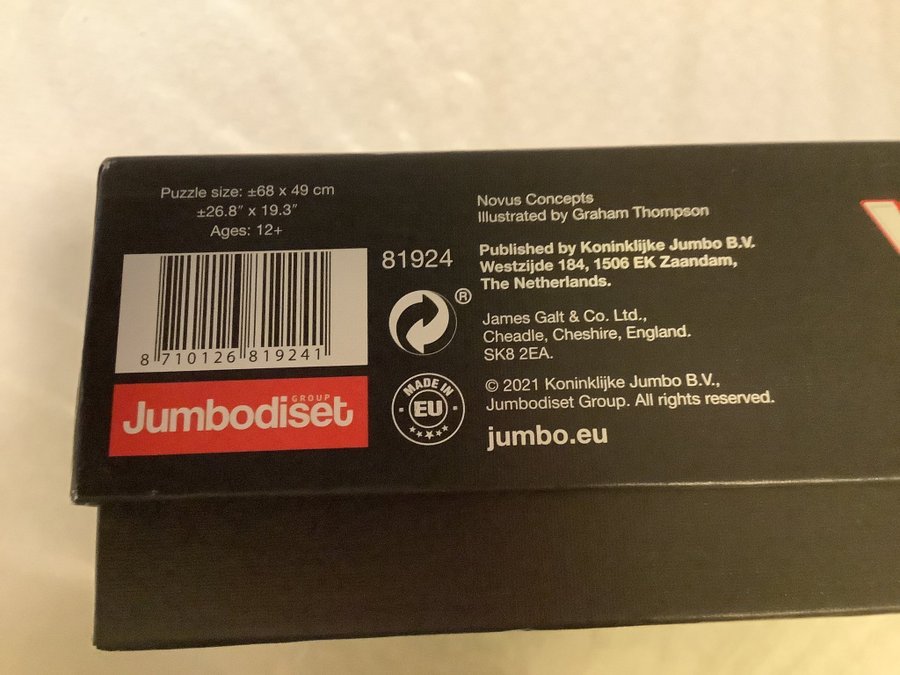 Puzzle size: ±68 x 49 cm
±26.8" x 19.3"
Ages: 12+
8 710126 819241
GROUP
Jumbodiset
81924
®
MADE IN
EU
Novus Concepts
Illustrated by Graham Thompson
Published by Koninklijke Jumbo B.V.
Westzijde 184, 1506 EK Zaandam,
The Netherlands.
James Galt & Co. Ltd.,
Cheadle, Cheshire, England.
SK8 2EA.
© 2021 Koninklijke Jumbo B.V.,
Jumbodiset Group. All rights reserved.
jumbo.eu